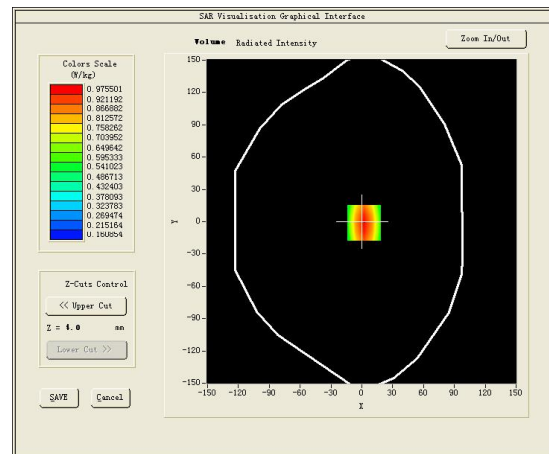 SAR Visualisation Graphical Interface
Volume Radiated Intensity
Zoom In/Out
Colors Scale
(W/kg)
0.975501
0.921192
0.866882
0.812572
0.758262
0.703952
0.649642
0.595333
0.541023
0.486713
0.432403
0.378093
0.323783
0.269474
0.215164
0.160854
Z-Cuts Control
<< Upper Cut
Z = 4.0 mm
Lower Cut >>
SAVE Cancel
150
120
90
60
30
0
-30
-60
-90
-120
-150
Y
-150 -120 -90 -60 -30 0 30 60 90 120 150
X